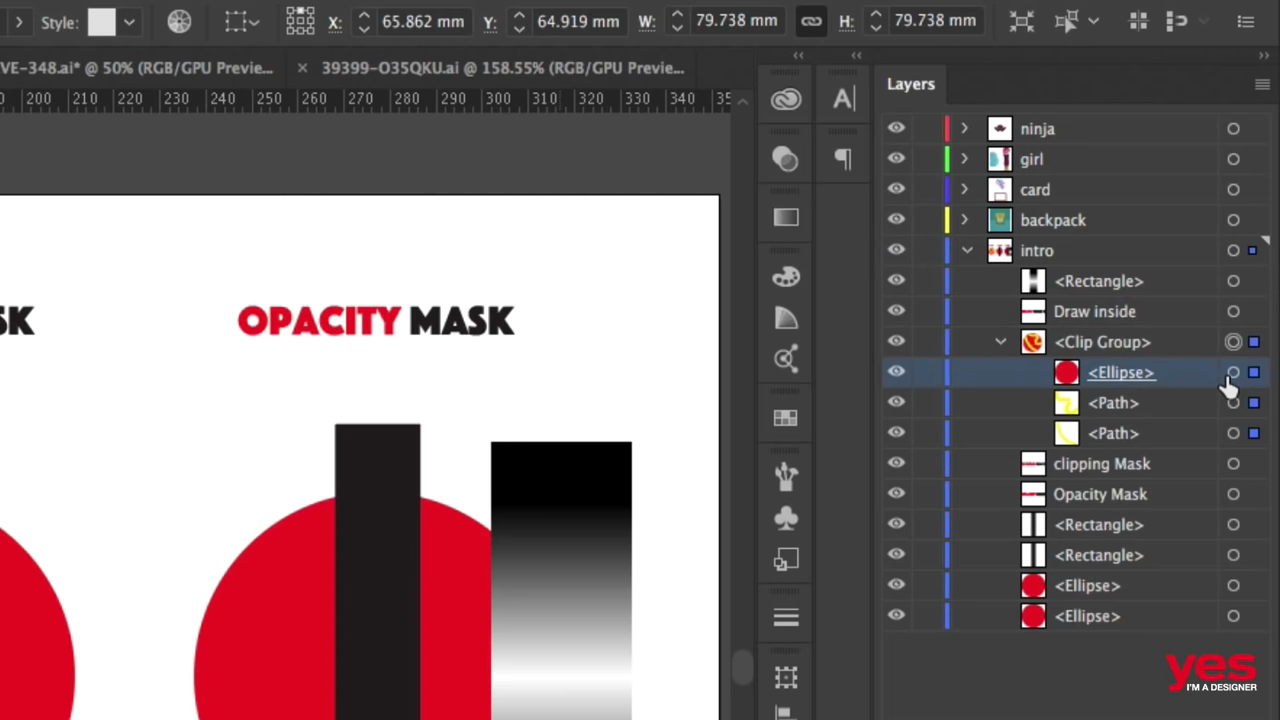 Style: X: 65.862 mm Y: 64.919 mm W: 79.738 mm H: 79.738 mm
VE-348.ai* @ 50% (RGB/GPU Previe... × 39399-O35QKU.ai @ 158.55% (RGB/GPU Previe...
200 210 220 230 240 250 260 270 280 290 300 310 320 330 340 35
Layers
ninja
girl
card
backpack
intro
<Rectangle>
Draw inside
<Clip Group>
<Ellipse>
<Path>
<Path>
clipping Mask
Opacity Mask
<Rectangle>
<Rectangle>
<Ellipse>
<Ellipse>
SK
OPACITY MASK
A
yes
I'M A DESIGNER